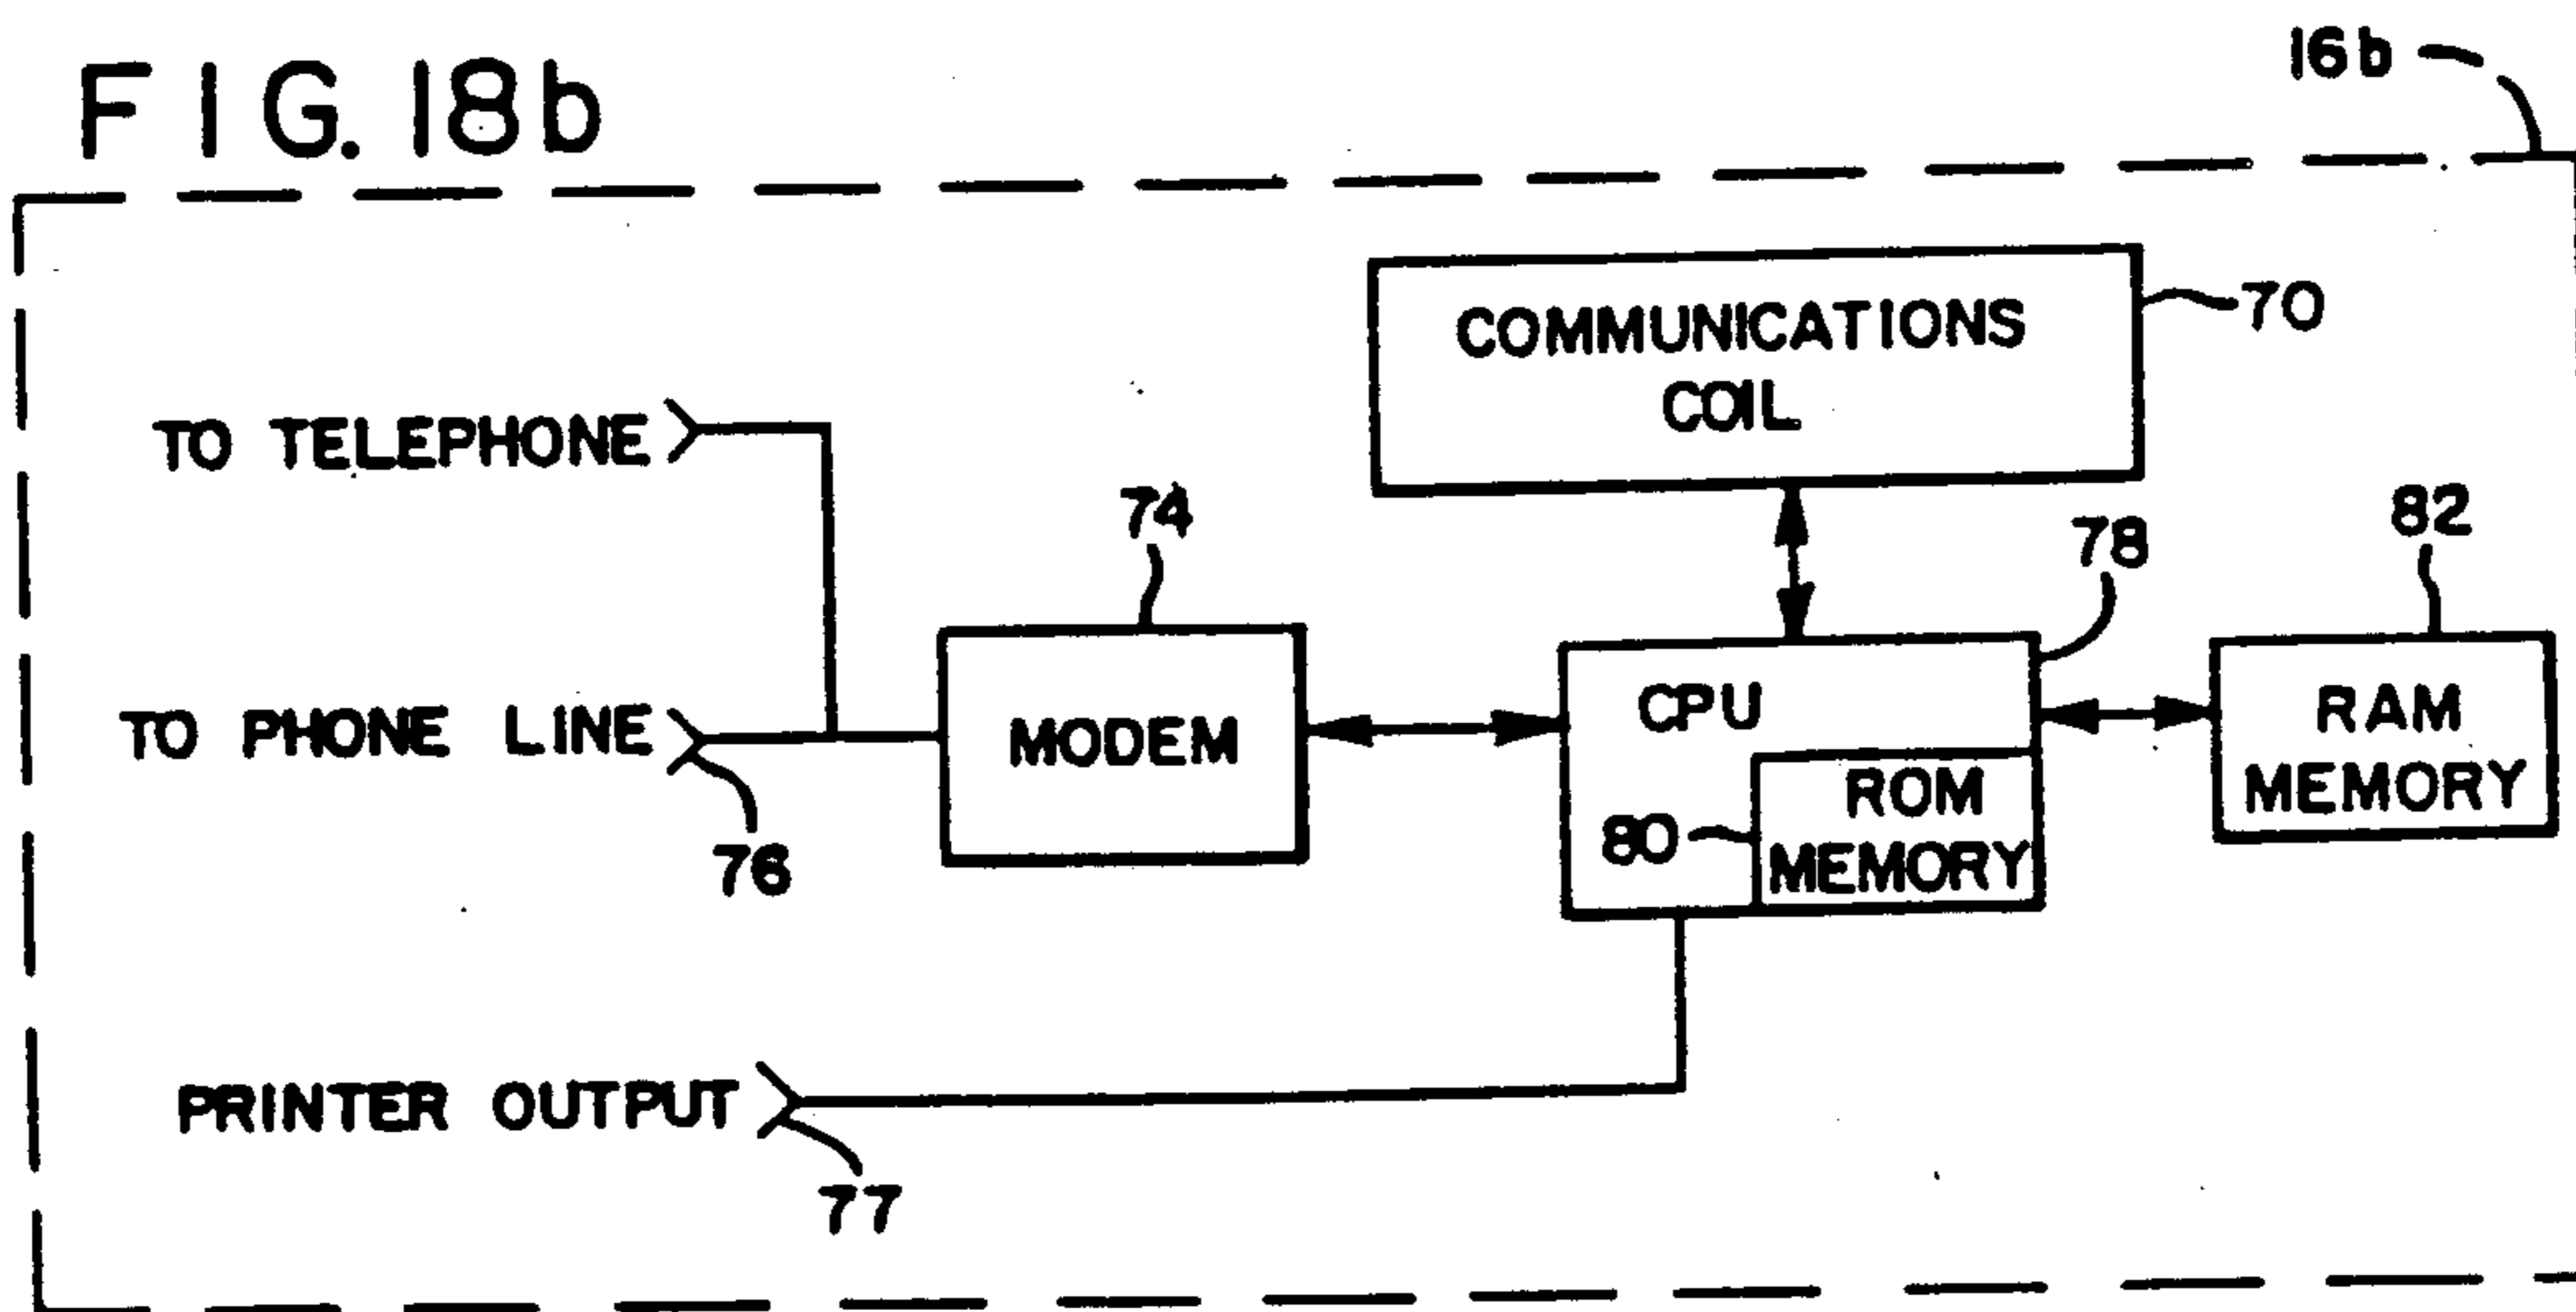 FIG. 18b
16b
COMMUNICATIONS
COIL
70
TO TELEPHONE
74
78
82
TO PHONE LINE
76
MODEM
CPU
80
ROM
MEMORY
RAM
MEMORY
PRINTER OUTPUT
77